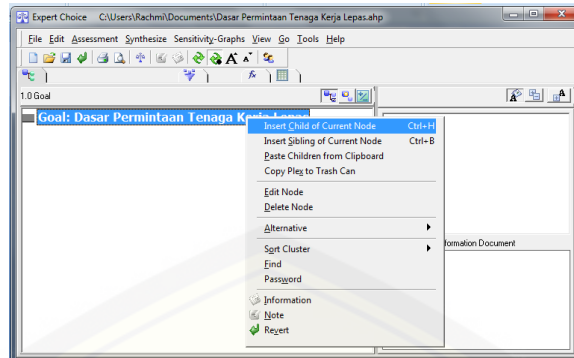 Expert Choice C:\Users\Rachmi\Documents\Dasar Permintaan Tenaga Kerja Lepas.ahp
File Edit Assessment Synthesize Sensitivity-Graphs View Go Tools Help
1.0 Goal
Goal: Dasar Permintaan Tenaga Kerja Lepas
Insert Child of Current Node Ctrl+H
Insert Sibling of Current Node Ctrl+B
Paste Children from Clipboard
Copy Plex to Trash Can
Edit Node
Delete Node
Alternative
Sort Cluster
formation Document
Find
Password
Information
Note
Revert